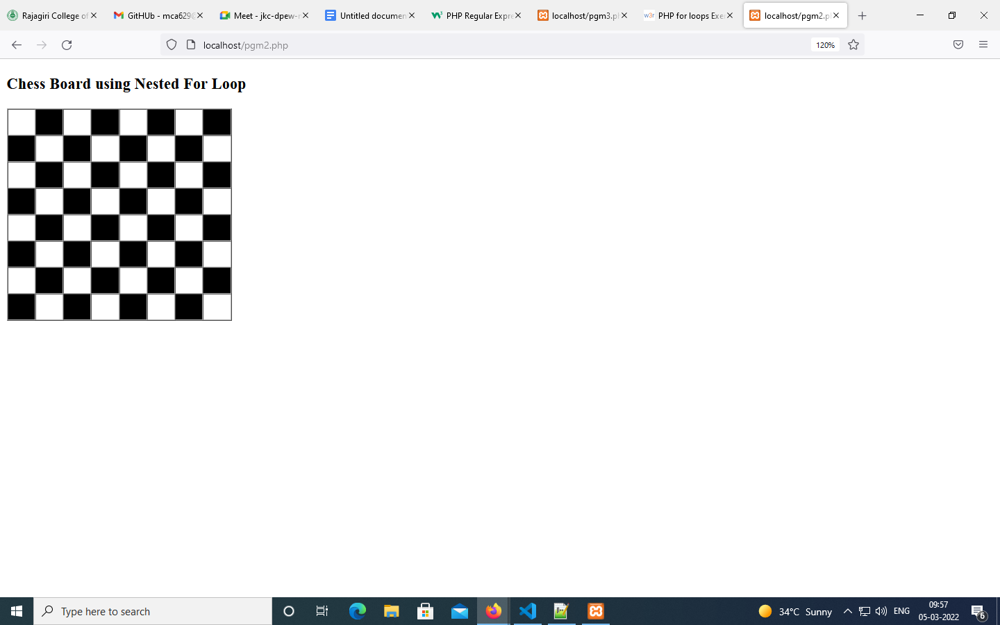 Rajagiri College of
GitHUb - mca629@
Meet - jkc-dpew-r
Untitled documen
PHP Regular Expre
localhost/pgm3.p
w3r
PHP for loops Exe
localhost/pgm2.p
localhost/pgm2.php
120%
Chess Board using Nested For Loop
Type here to search
34°C Sunny
ENG
09:57
05-03-2022
6